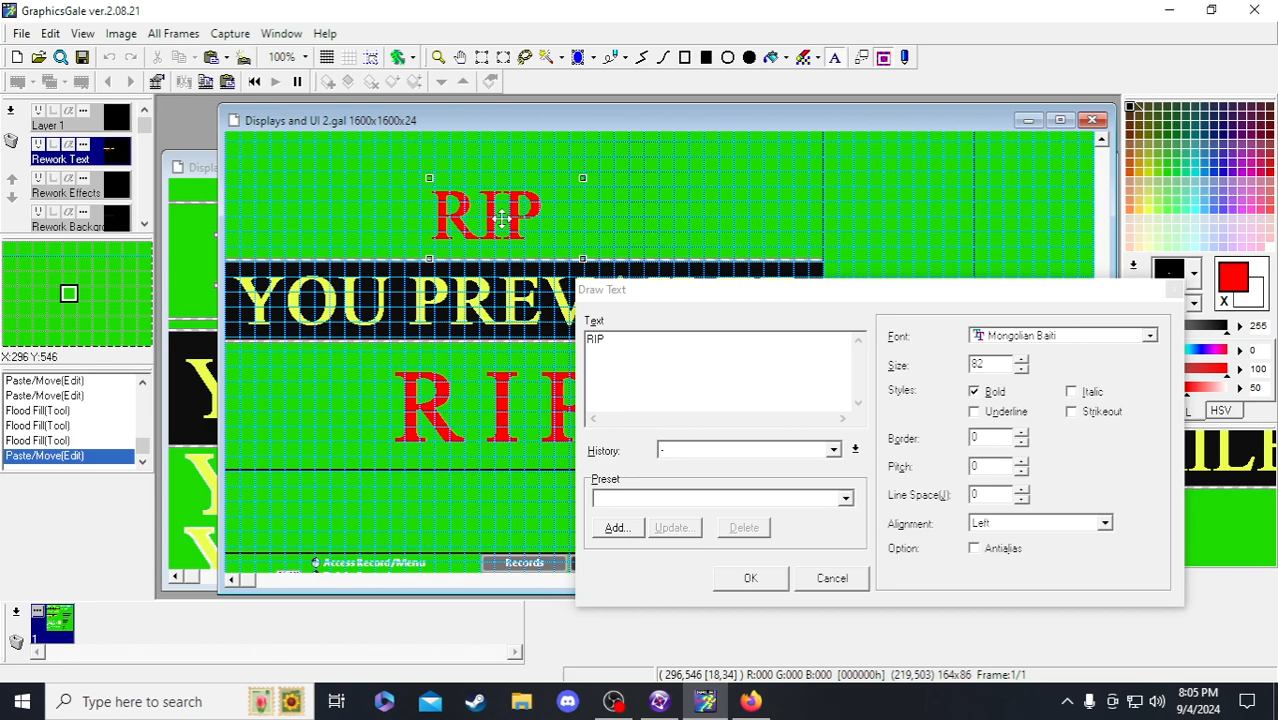 GraphicsGale ver.2.08.21
File Edit View Image All Frames Capture Window Help
100%
Layer 1
Rework Text
Rework Effects
Rework Backgro
X:296 Y:546
Paste/Move(Edit)
Paste/Move(Edit)
Flood Fill(Tool)
Flood Fill(Tool)
Flood Fill(Tool)
Paste/Move(Edit)
Displays and UI 2.gal 1600x1600x24
RIP
YOU PREV
R I P
Access Record/Menu
Records
Draw Text
Text
RIP
History:
-
Preset
Add...
Update...
Delete
OK
Cancel
Font:
Mongolian Baiti
Size:
82
Styles:
Bold
Italic
Underline
Strikeout
Border:
0
Pitch:
0
Line Space(J)
0
Alignment:
Left
Option:
Antialias
X
255
0
100
50
HSV
1
( 296,546 [18,34] ) R:000 G:000 B:000 [000000h] (219,503) 164x86 Frame:1/1
Type here to search
8:05 PM
9/4/2024